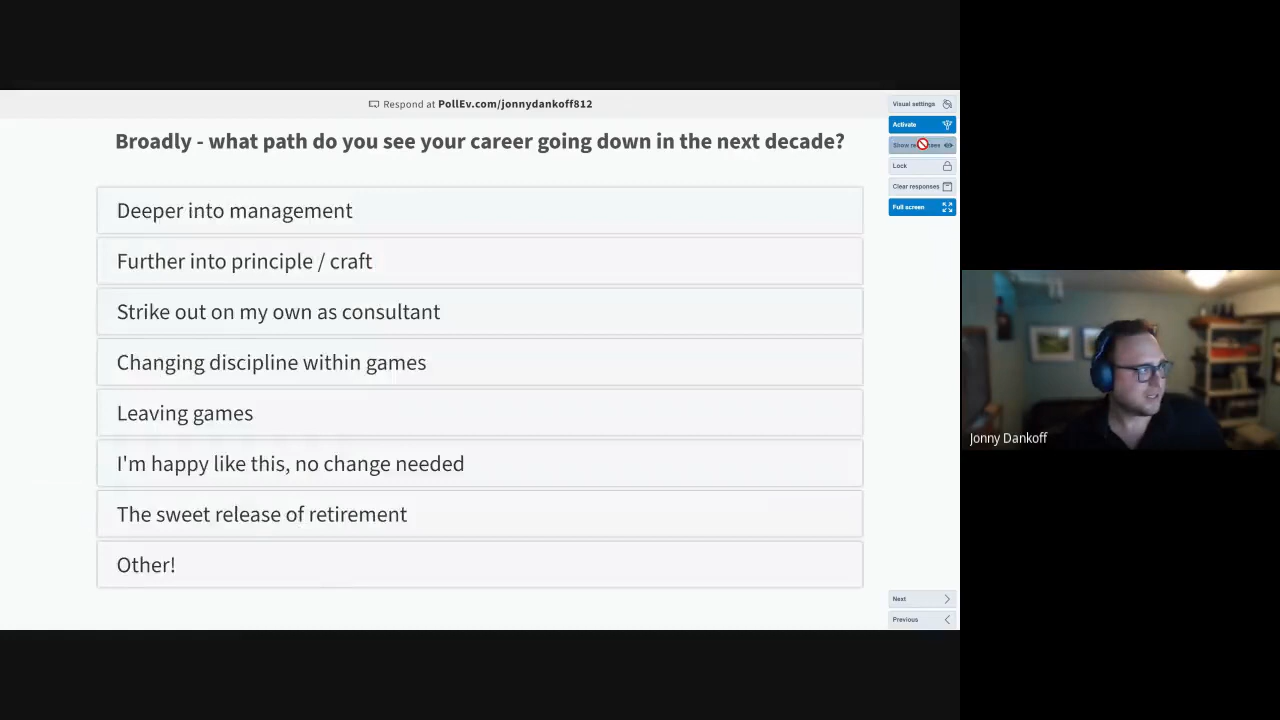 Respond at PollEv.com/jonnydankoff812
Broadly - what path do you see your career going down in the next decade?
Deeper into management
Further into principle / craft
Strike out on my own as consultant
Changing discipline within games
Leaving games
I'm happy like this, no change needed
The sweet release of retirement
Other!
Visual settings
Activate
Show
Lock
Clear responses
Full screen
Next
Previous
Jonny Dankoff